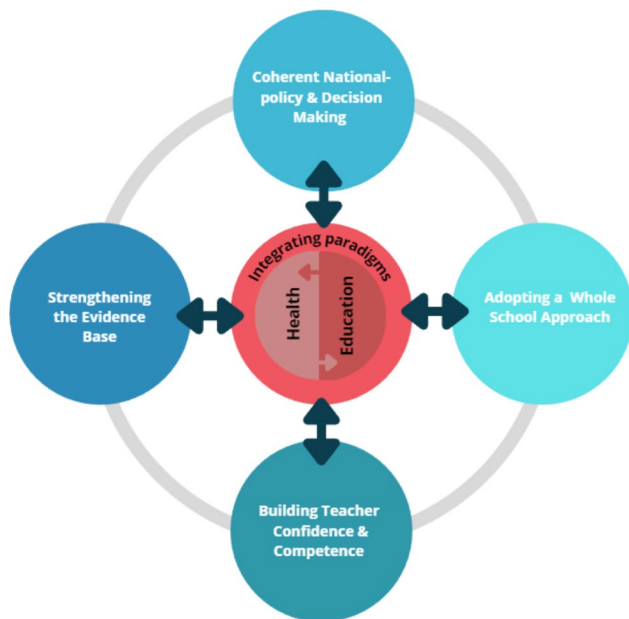 Coherent National-
policy & Decision
Making
Integrating paradigms
Health
Education
Strengthening
the Evidence
Base
Adopting a Whole
School Approach
Building Teacher
Confidence &
Competence